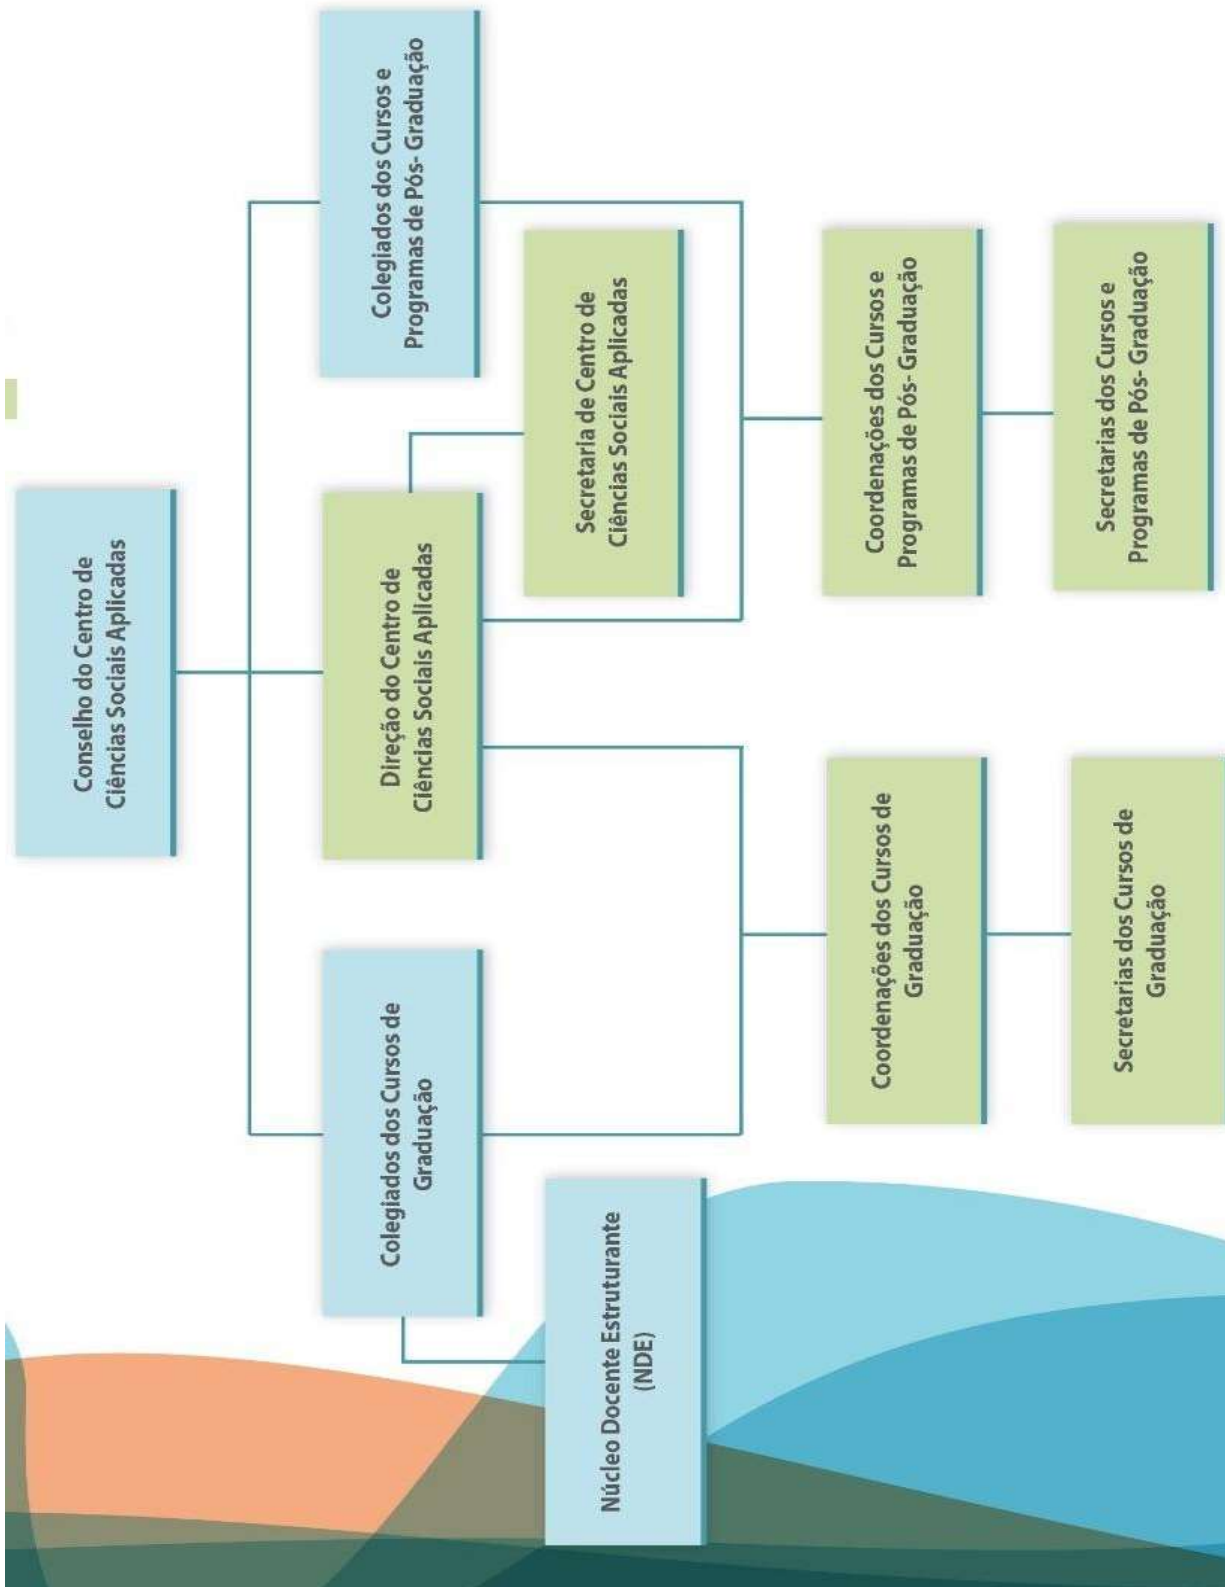 Conselho do Centro de
Ciências Sociais Aplicadas
Colegiados dos Cursos de
Graduação
Direção do Centro de
Ciências Sociais Aplicadas
Colegiados dos Cursos e
Programas de Pós- Graduação
Núcleo Docente Estruturante
(NDE)
Secretaria de Centro de
Ciências Sociais Aplicadas
Coordenações dos Cursos de
Graduação
Coordenações dos Cursos e
Programas de Pós- Graduação
Secretarias dos Cursos de
Graduação
Secretarias dos Cursos e
Programas de Pós- Graduação